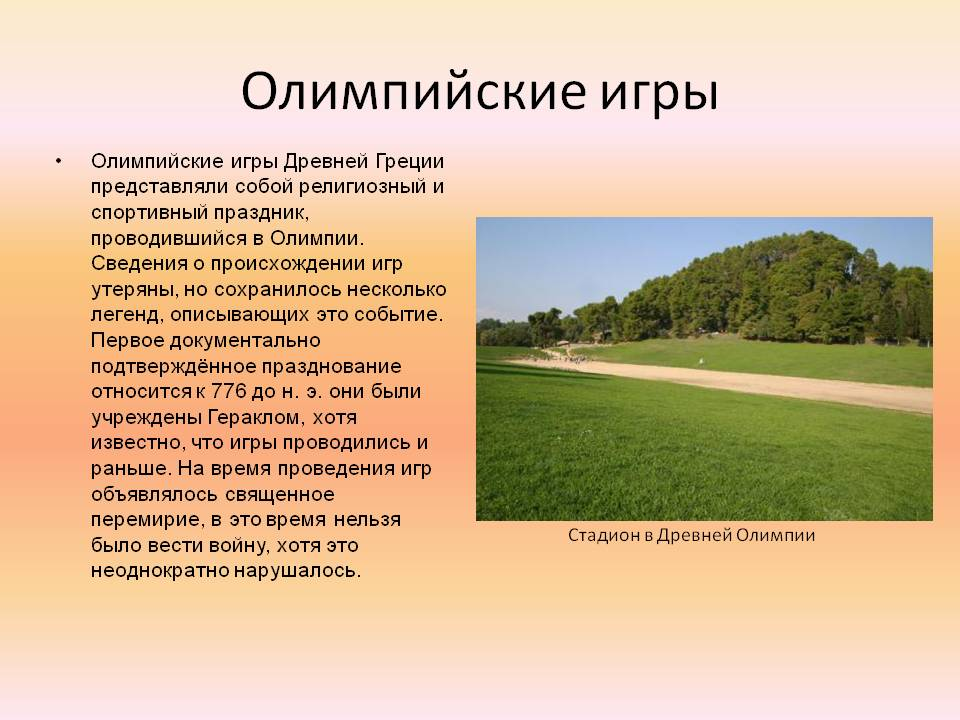 Олимпийские игры
• Олимпийские игры Древней Греции
представляли собой религиозный и
спортивный праздник,
проводившийся в Олимпии.
Сведения о происхождении игр
утеряны, но сохранилось несколько
легенд, описывающих это событие.
Первое документально
подтверждённое празднование
относится к 776 до н. э. они были
учреждены Гераклом, хотя
известно, что игры проводились и
раньше. На время проведения игр
объявлялось священное
перемирие, в это время нельзя
было вести войну, хотя это
неоднократно нарушалось.
Стадион в Древней Олимпии